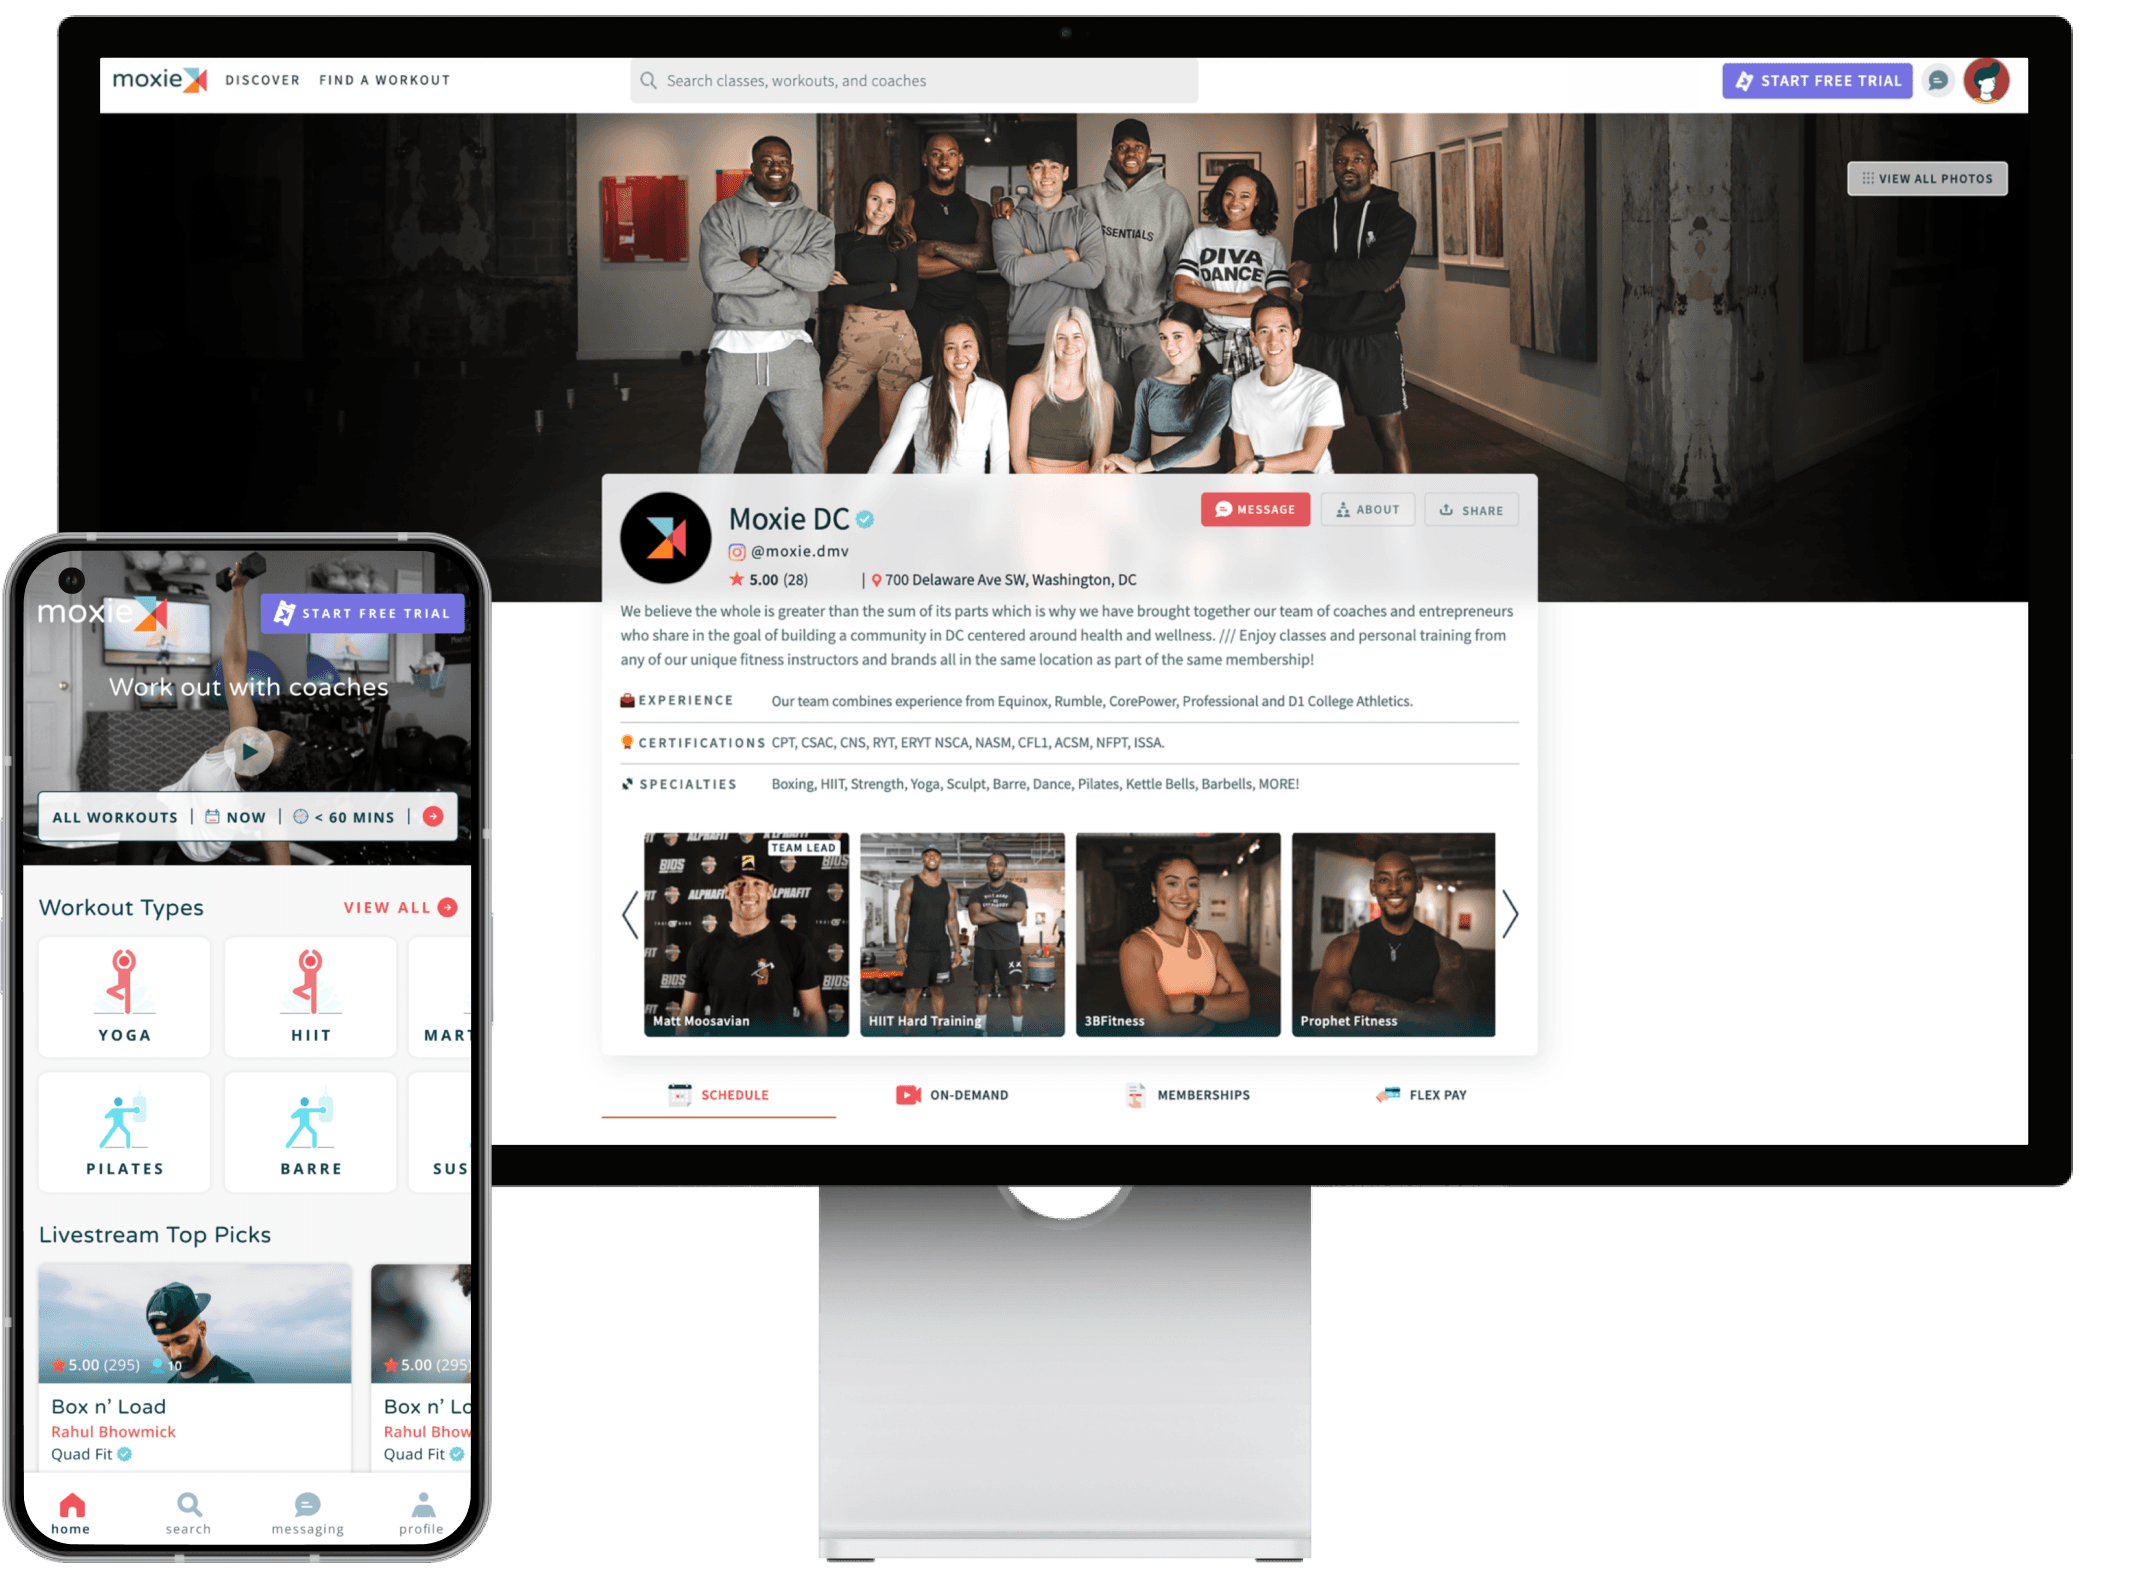 moxie DISCOVER FIND A WORKOUT Search classes, workouts, and coaches START FREE TRIAL
VIEW ALL PHOTOS
ESSENTIALS
DIVA
DANCE
Moxie DC
MESSAGE ABOUT SHARE
@moxie.dmv
5.00 (28) | 700 Delaware Ave SW, Washington, DC
We believe the whole is greater than the sum of its parts which is why we have brought together our team of coaches and entrepreneurs
who share in the goal of building a community in DC centered around health and wellness. /// Enjoy classes and personal training from
any of our unique fitness instructors and brands all in the same location as part of the same membership!
EXPERIENCE Our team combines experience from Equinox, Rumble, CorePower, Professional and D1 College Athletics.
CERTIFICATIONS CPT, CSAC, CNS, RYT, ERYT NSCA, NASM, CFL1, ACSM, NFPT, ISSA.
SPECIALTIES Boxing, HIIT, Strength, Yoga, Sculpt, Barre, Dance, Pilates, Kettle Bells, Barbells, MORE!
TEAM LEAD
BIDS
ALPHAFIT
Matt Moosavian
HIIT Hard Training
3BFitness
Prophet Fitness
SCHEDULE ON-DEMAND MEMBERSHIPS FLEX PAY
moxie START FREE TRIAL
Work out with coaches
ALL WORKOUTS | NOW | < 60 MINS |
Workout Types VIEW ALL
YOGA HIIT MART
PILATES BARRE SUS
Livestream Top Picks
5.00 (295) 10 5.00 (295)
Box n' Load Box n' Lo
Rahul Bhowmick Rahul Bhow
Quad Fit Quad Fit
home search messaging profile